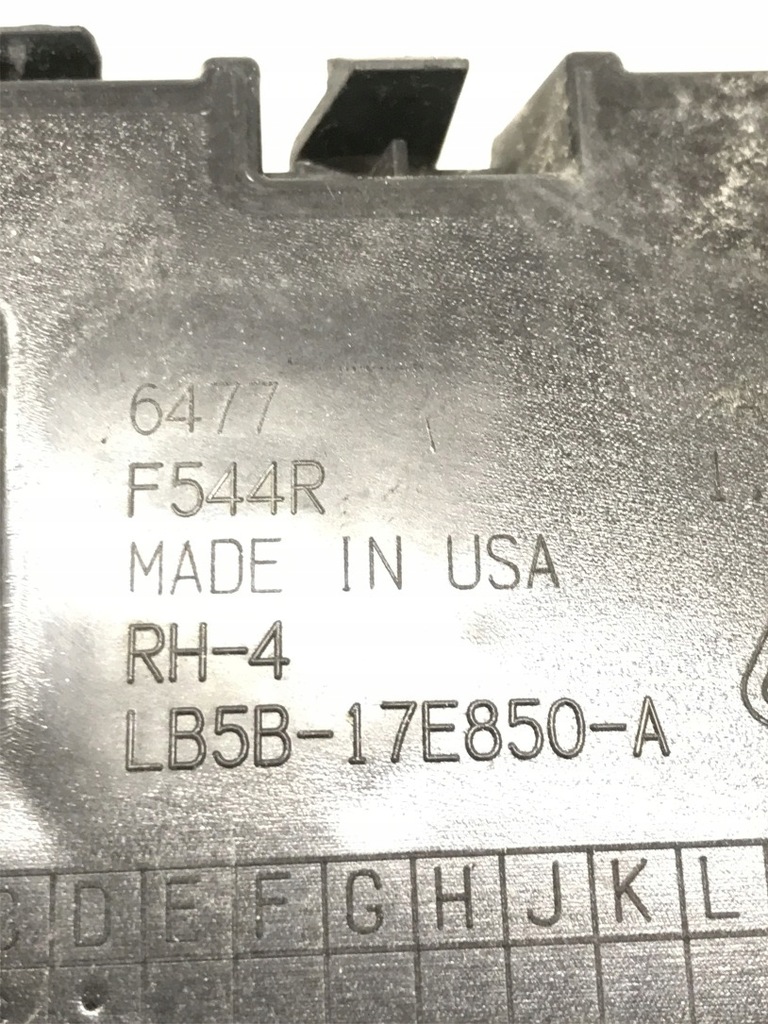 6477
F544R
MADE IN USA
RH-4
LB5B-17E850-A
D E F G H J K L